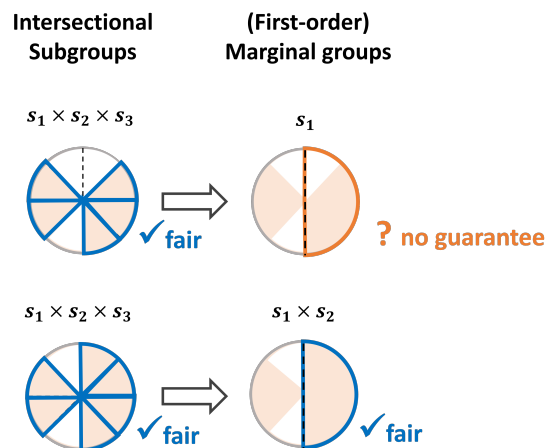 Intersectional
Subgroups
(First-order)
Marginal groups
s₁ × s₂ × s₃
s₁
✓ fair
? no guarantee
s₁ × s₂ × s₃
s₁ × s₂
✓ fair
✓ fair